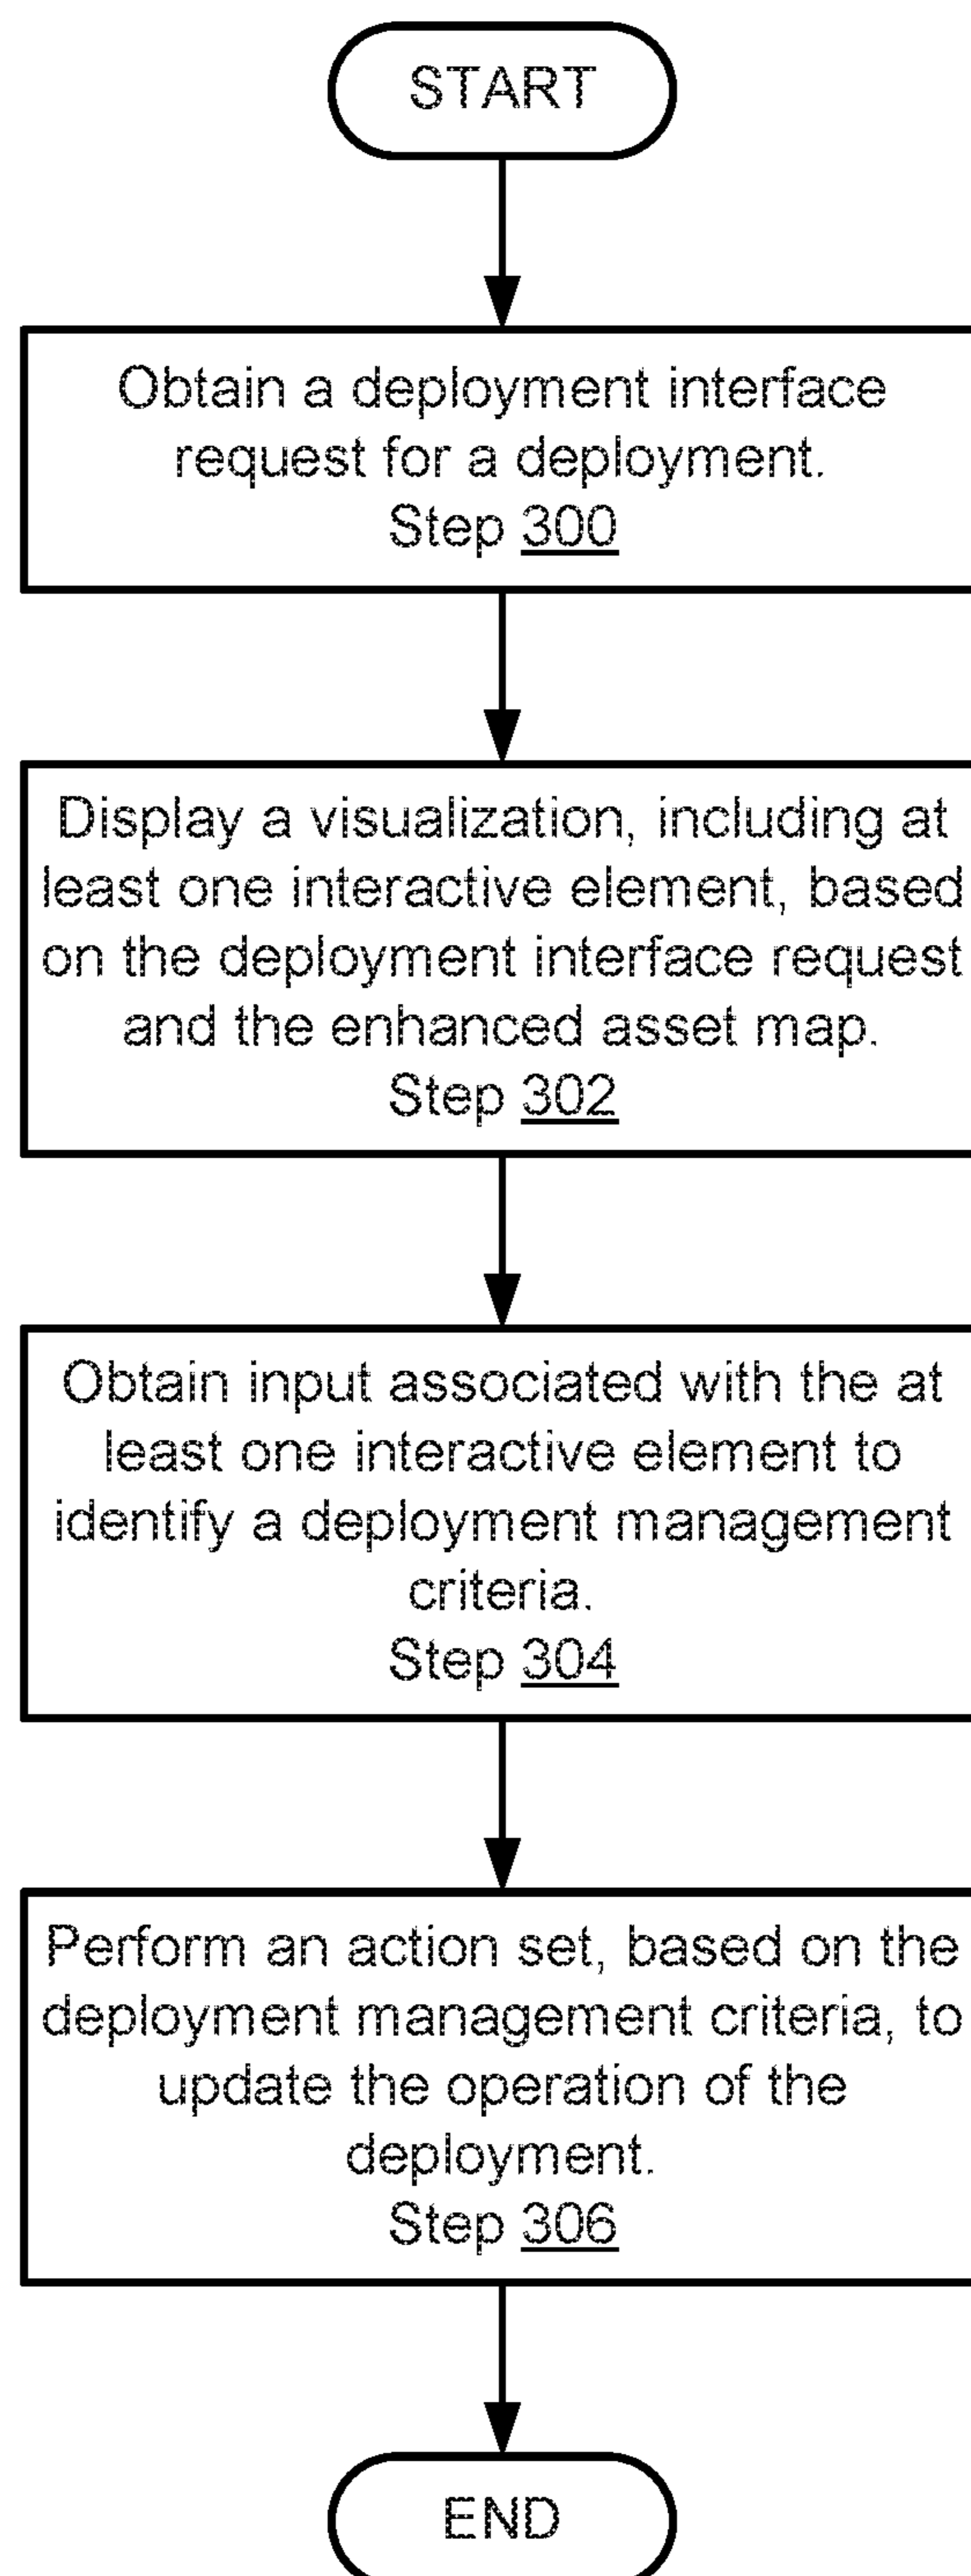 START
Obtain a deployment interface
request for a deployment.
Step 300
Display a visualization, including at
least one interactive element, based
on the deployment interface request
and the enhanced asset map.
Step 302
Obtain input associated with the at
least one interactive element to
identify a deployment management
criteria.
Step 304
Perform an action set, based on the
deployment management criteria, to
update the operation of the
deployment.
Step 306
END